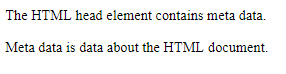 The HTML head element contains meta data.
Meta data is data about the HTML document.